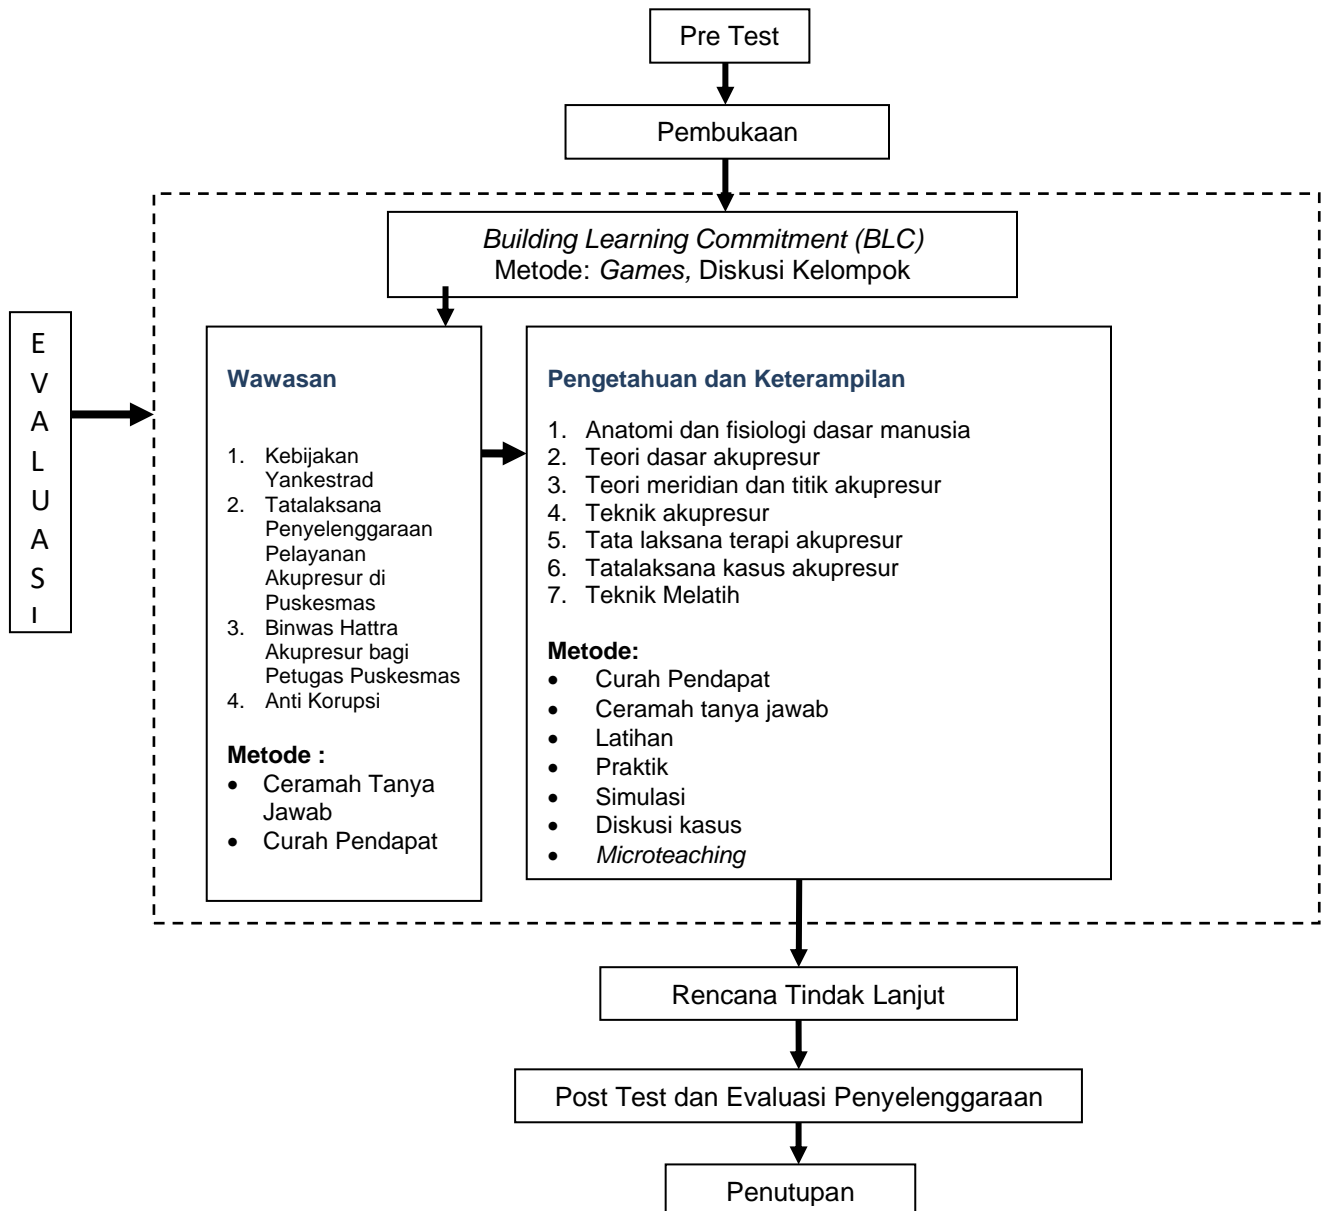 Pre Test
Pembukaan
Building Learning Commitment (BLC)
Metode: Games, Diskusi Kelompok
E
V
A
L
U
A
S
I
Wawasan
1. Kebijakan
Yankestrad
2. Tatalaksana
Penyelenggaraan
Pelayanan
Akupresur di
Puskesmas
3. Binwas Hattra
Akupresur bagi
Petugas Puskesmas
4. Anti Korupsi
Metode :
• Ceramah Tanya
Jawab
• Curah Pendapat
Pengetahuan dan Keterampilan
1. Anatomi dan fisiologi dasar manusia
2. Teori dasar akupresur
3. Teori meridian dan titik akupresur
4. Teknik akupresur
5. Tata laksana terapi akupresur
6. Tatalaksana kasus akupresur
7. Teknik Melatih
Metode:
• Curah Pendapat
• Ceramah tanya jawab
• Latihan
• Praktik
• Simulasi
• Diskusi kasus
• Microteaching
Rencana Tindak Lanjut
Post Test dan Evaluasi Penyelenggaraan
Penutupan